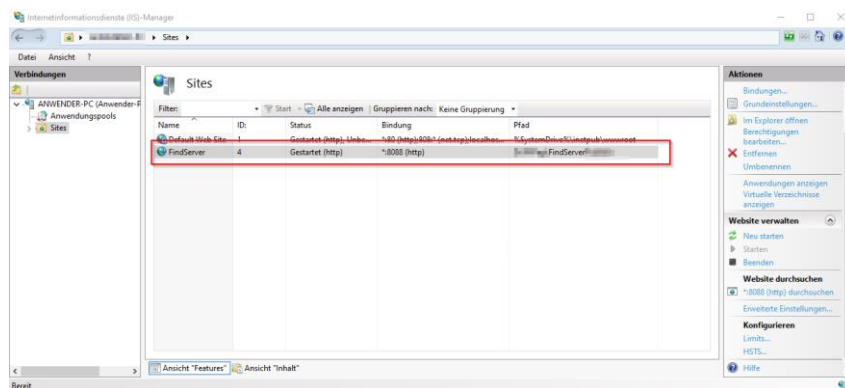 Internetinformationsdienste (IIS)-Manager
Sites
Datei Ansicht ?
Verbindungen
ANWENDER-PC (Anwender-P
Anwendungspools
Sites
Sites
Filter: Start Alle anzeigen Gruppieren nach: Keine Gruppierung
Name ID: Status Bindung Pfad
Default Web Site 1 Gestartet (http), Unbe... *:80 (http),808:* (net.tcp),localhos... %SystemDrive%\inetpub\wwwroot
FindServer 4 Gestartet (http) *:8088 (http) FindServer
Ansicht "Features" Ansicht "Inhalt"
Aktionen
Bindungen...
Grundeinstellungen...
Im Explorer öffnen
Berechtigungen
bearbeiten...
Entfernen
Umbenennen
Anwendungen anzeigen
Virtuelle Verzeichnisse
anzeigen
Website verwalten
Neu starten
Starten
Beenden
Website durchsuchen
*:8088 (http) durchsuchen
Erweiterte Einstellungen...
Konfigurieren
Limits...
HSTS...
Hilfe
Bereit